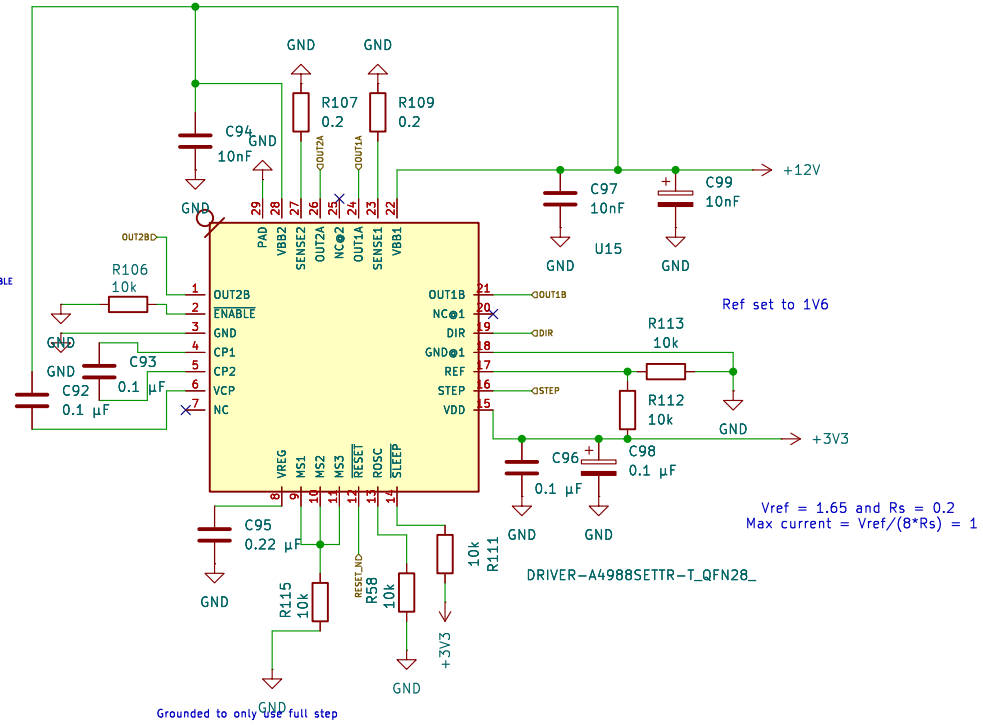 GND
GND
R107
0.2
R109
0.2
C94
10nF
GND
OUT2A
OUT1A
+12V
GND
C97
10nF
C99
10nF
GND
GND
U15
29
28
27
26
25
24
23
22
PAD
VBB2
SENSE2
OUT2A
NC@2
OUT1A
SENSE1
VBB1
OUT2B
BLE
R106
10k
GND
GND
C93
0.1 µF
C92
0.1 µF
1 OUT2B
2 ENABLE
3 GND
4 CP1
5 CP2
6 VCP
7 NC
OUT1B 21
NC@1 20
DIR 19
GND@1 18
REF 17
STEP 16
VDD 15
OUT1B
DIR
STEP
Ref set to 1V6
R113
10k
R112
10k
GND
+3V3
VREG
MS1
MS2
MS3
RESET
ROSC
SLEEP
8
9
10
11
12
13
14
C96
0.1 µF
C98
0.1 µF
GND
GND
Vref = 1.65 and Rs = 0.2
Max current = Vref/(8*Rs) = 1
C95
0.22 µF
GND
R115
10k
RESET_N
R58
10k
10k
R111
+3V3
GND
DRIVER-A4988SETTR-T_QFN28_
GND
Grounded to only use full step